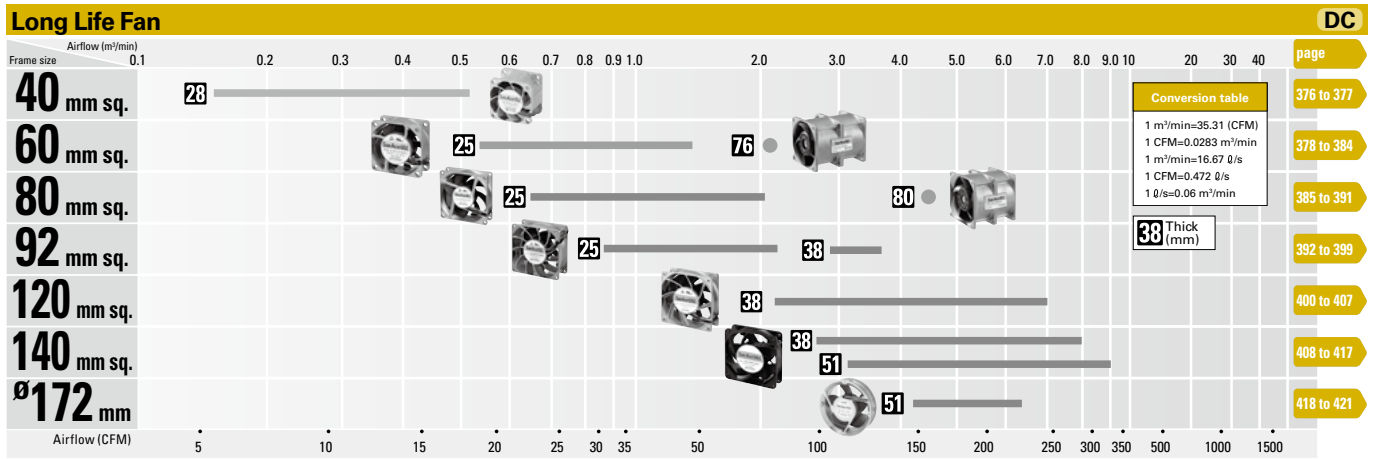 Long Life Fan DC
Airflow (m³/min)
Frame size 0.1 0.2 0.3 0.4 0.5 0.6 0.7 0.8 0.9 1.0 2.0 3.0 4.0 5.0 6.0 7.0 8.0 9.0 10 20 30 40 page
40 mm sq. 28 376 to 377
60 mm sq. 25 76 378 to 384
80 mm sq. 25 80 385 to 391
92 mm sq. 25 38 392 to 399
120 mm sq. 38 400 to 407
140 mm sq. 38 51 408 to 417
ø172 mm 51 418 to 421
Airflow (CFM) 5 10 15 20 25 30 35 50 100 150 200 250 300 350 500 1000 1500
Conversion table
1 m³/min=35.31 (CFM)
1 CFM=0.0283 m³/min
1 m³/min=16.67 ℓ/s
1 CFM=0.472 ℓ/s
1 ℓ/s=0.06 m³/min
38 Thick
(mm)